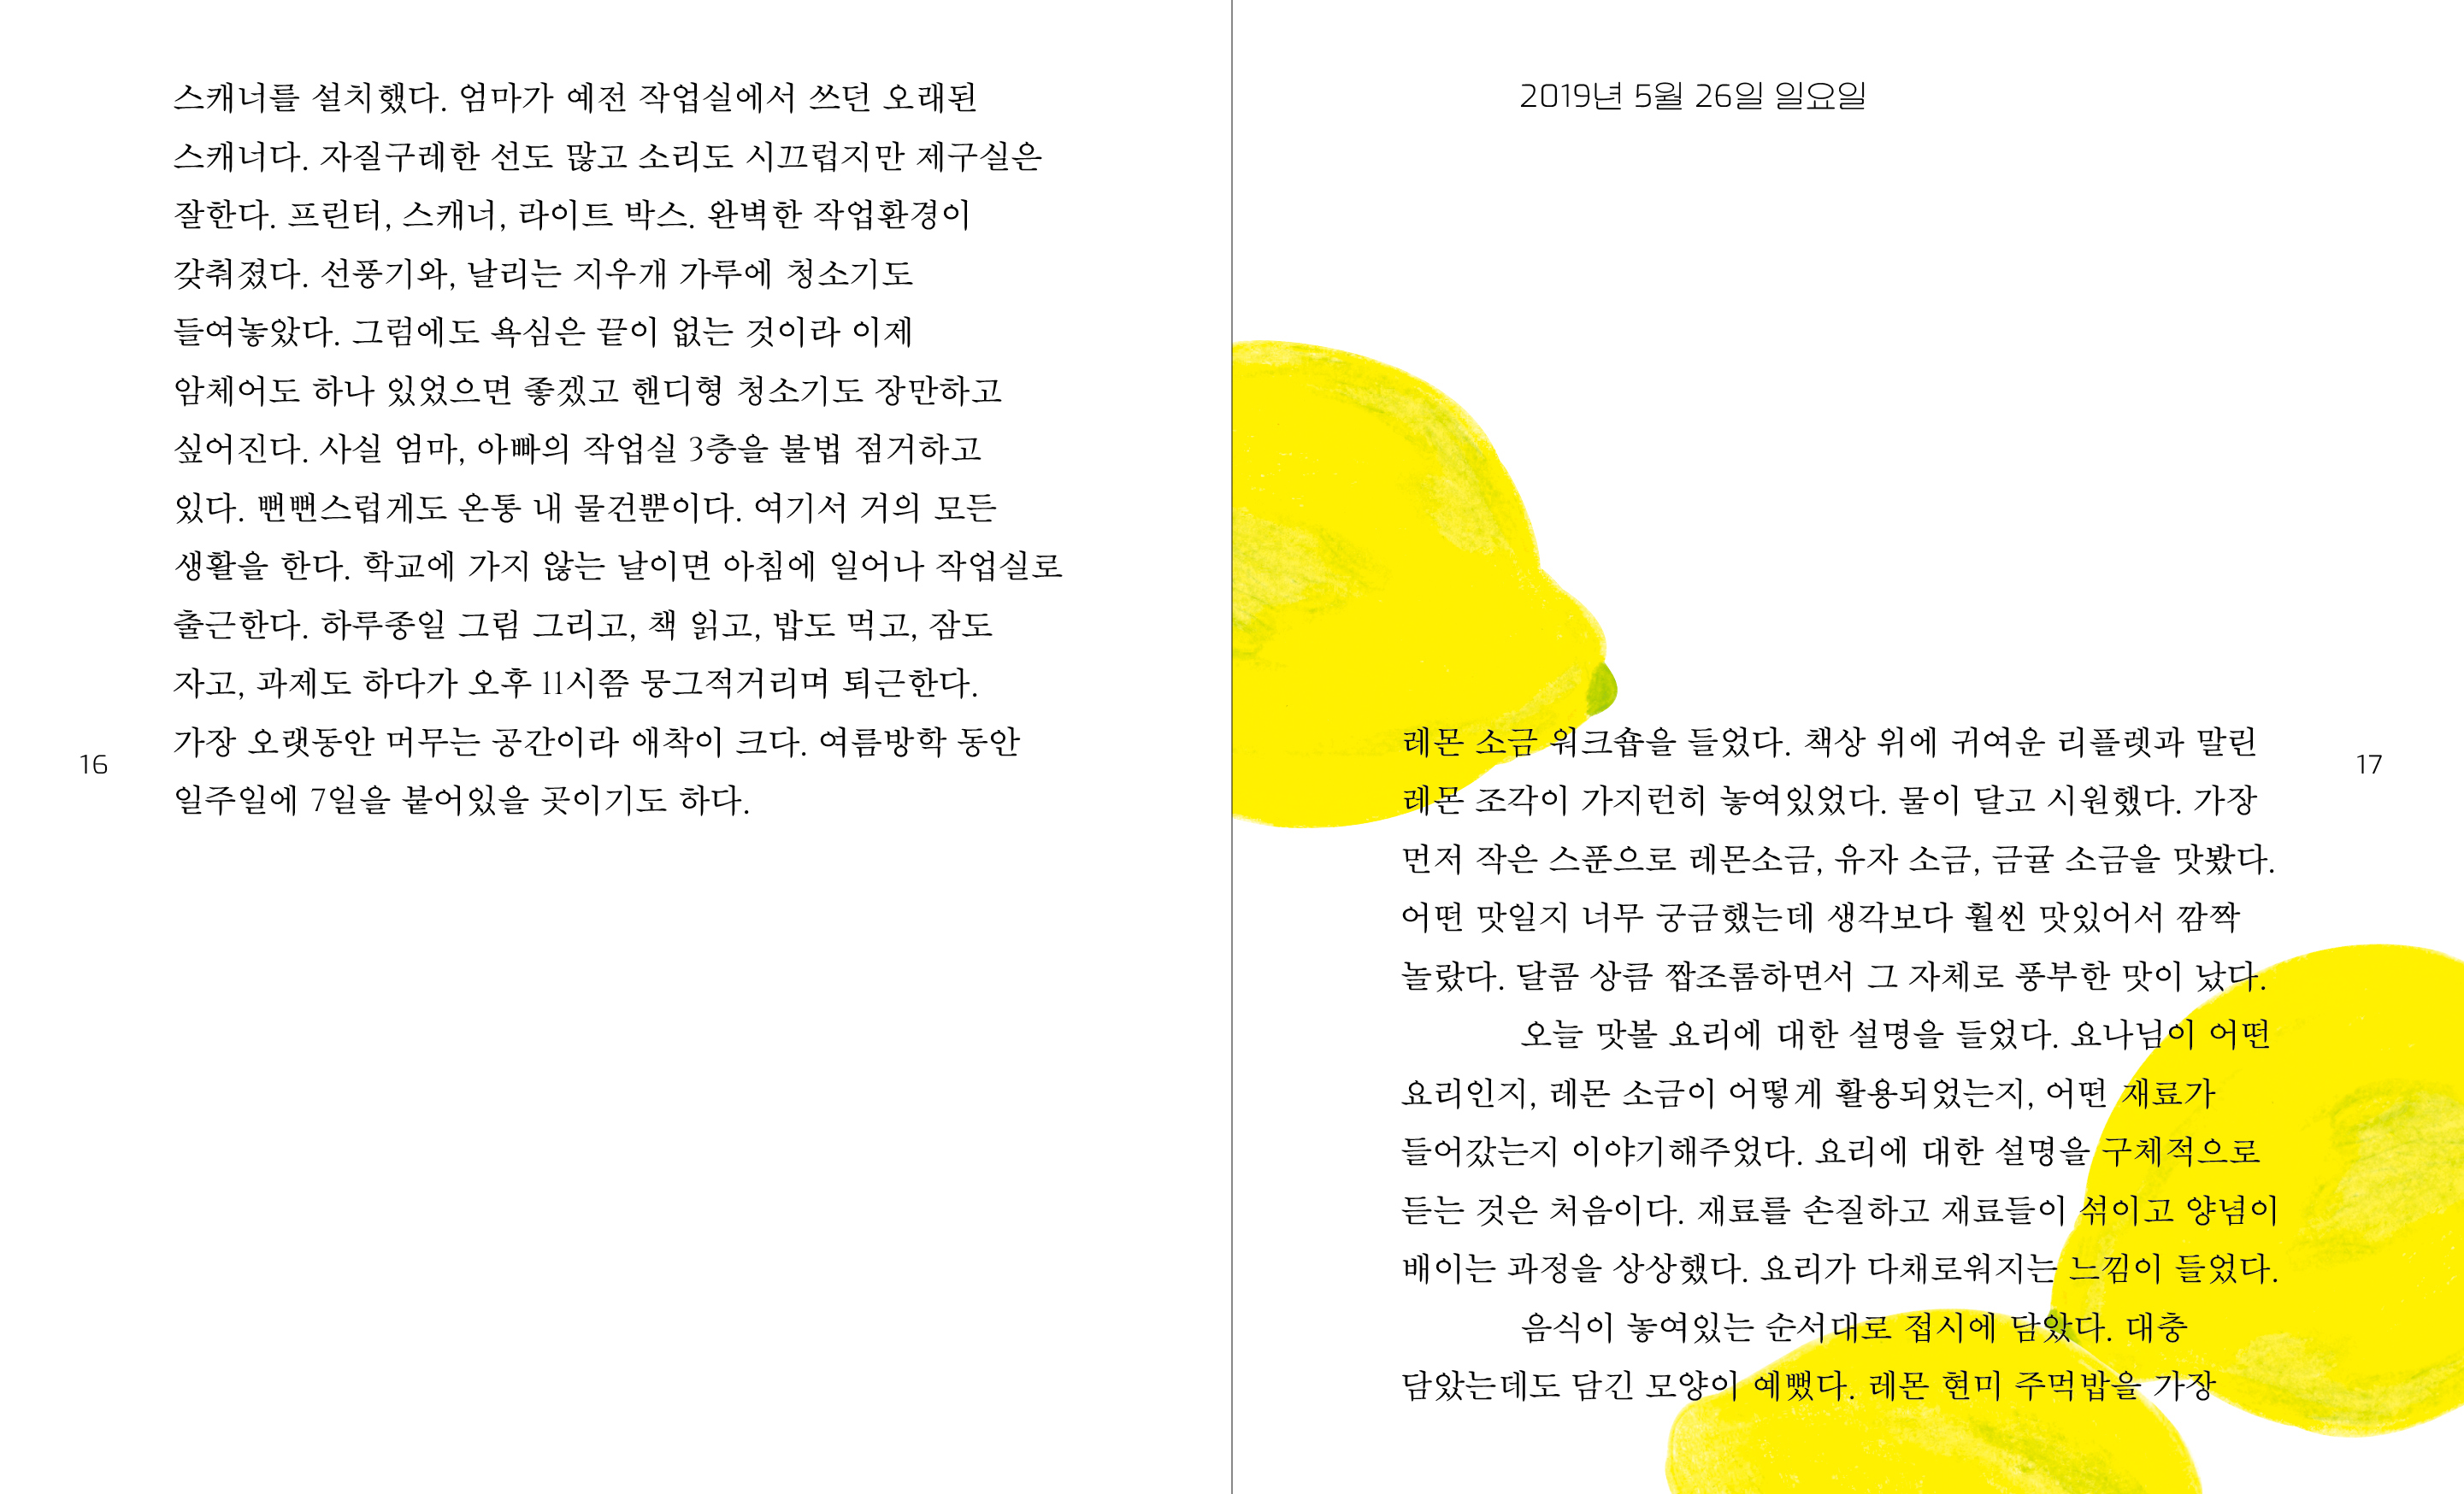 스캐너를 설치했다. 엄마가 예전 작업실에서 쓰던 오래된
스캐너다. 자질구레한 선도 많고 소리도 시끄럽지만 제구실은
잘한다. 프린터, 스캐너, 라이트 박스. 완벽한 작업환경이
갖춰졌다. 선풍기와, 날리는 지우개 가루에 청소기도
들여놓았다. 그럼에도 욕심은 끝이 없는 것이라 이제
암체어도 하나 있었으면 좋겠고 핸디형 청소기도 장만하고
싶어진다. 사실 엄마, 아빠의 작업실 3층을 불법 점거하고
있다. 뻔뻔스럽게도 온통 내 물건뿐이다. 여기서 거의 모든
생활을 한다. 학교에 가지 않는 날이면 아침에 일어나 작업실로
출근한다. 하루종일 그림 그리고, 책 읽고, 밥도 먹고, 잠도
자고, 과제도 하다가 오후 11시쯤 뭉그적거리며 퇴근한다.
가장 오랫동안 머무는 공간이라 애착이 크다. 여름방학 동안
일주일에 7일을 붙어있을 곳이기도 하다.
16
2019년 5월 26일 일요일
레몬 소금 워크숍을 들었다. 책상 위에 귀여운 리플렛과 말린
레몬 조각이 가지런히 놓여있었다. 물이 달고 시원했다. 가장
먼저 작은 스푼으로 레몬소금, 유자 소금, 금귤 소금을 맛봤다.
어떤 맛일지 너무 궁금했는데 생각보다 훨씬 맛있어서 깜짝
놀랐다. 달콤 상큼 짭조롬하면서 그 자체로 풍부한 맛이 났다.
오늘 맛볼 요리에 대한 설명을 들었다. 요나님이 어떤
요리인지, 레몬 소금이 어떻게 활용되었는지, 어떤 재료가
들어갔는지 이야기해주었다. 요리에 대한 설명을 구체적으로
듣는 것은 처음이다. 재료를 손질하고 재료들이 섞이고 양념이
배이는 과정을 상상했다. 요리가 다채로워지는 느낌이 들었다.
음식이 놓여있는 순서대로 접시에 담았다. 대충
담았는데도 담긴 모양이 예뻤다. 레몬 현미 주먹밥을 가장
17